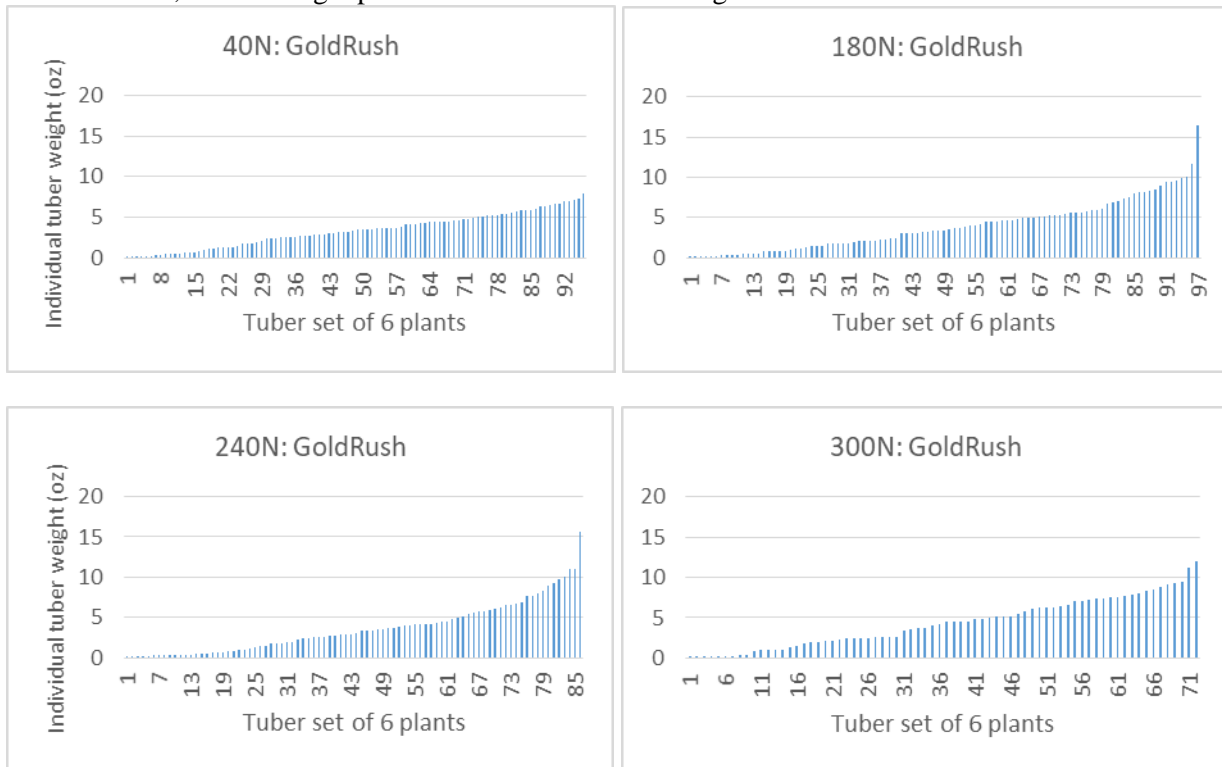 40N: GoldRush
Individual tuber weight (oz)
20
15
10
5
0
1 8 15 22 29 36 43 50 57 64 71 78 85 92
Tuber set of 6 plants
180N: GoldRush
20
15
10
5
0
1 7 13 19 25 31 37 43 49 55 61 67 73 79 85 91 97
Tuber set of 6 plants
240N: GoldRush
Individual tuber weight (oz)
20
15
10
5
0
1 7 13 19 25 31 37 43 49 55 61 67 73 79 85
Tuber set of 6 plants
300N: GoldRush
20
15
10
5
0
1 6 11 16 21 26 31 36 41 46 51 56 61 66 71
Tuber set of 6 plants